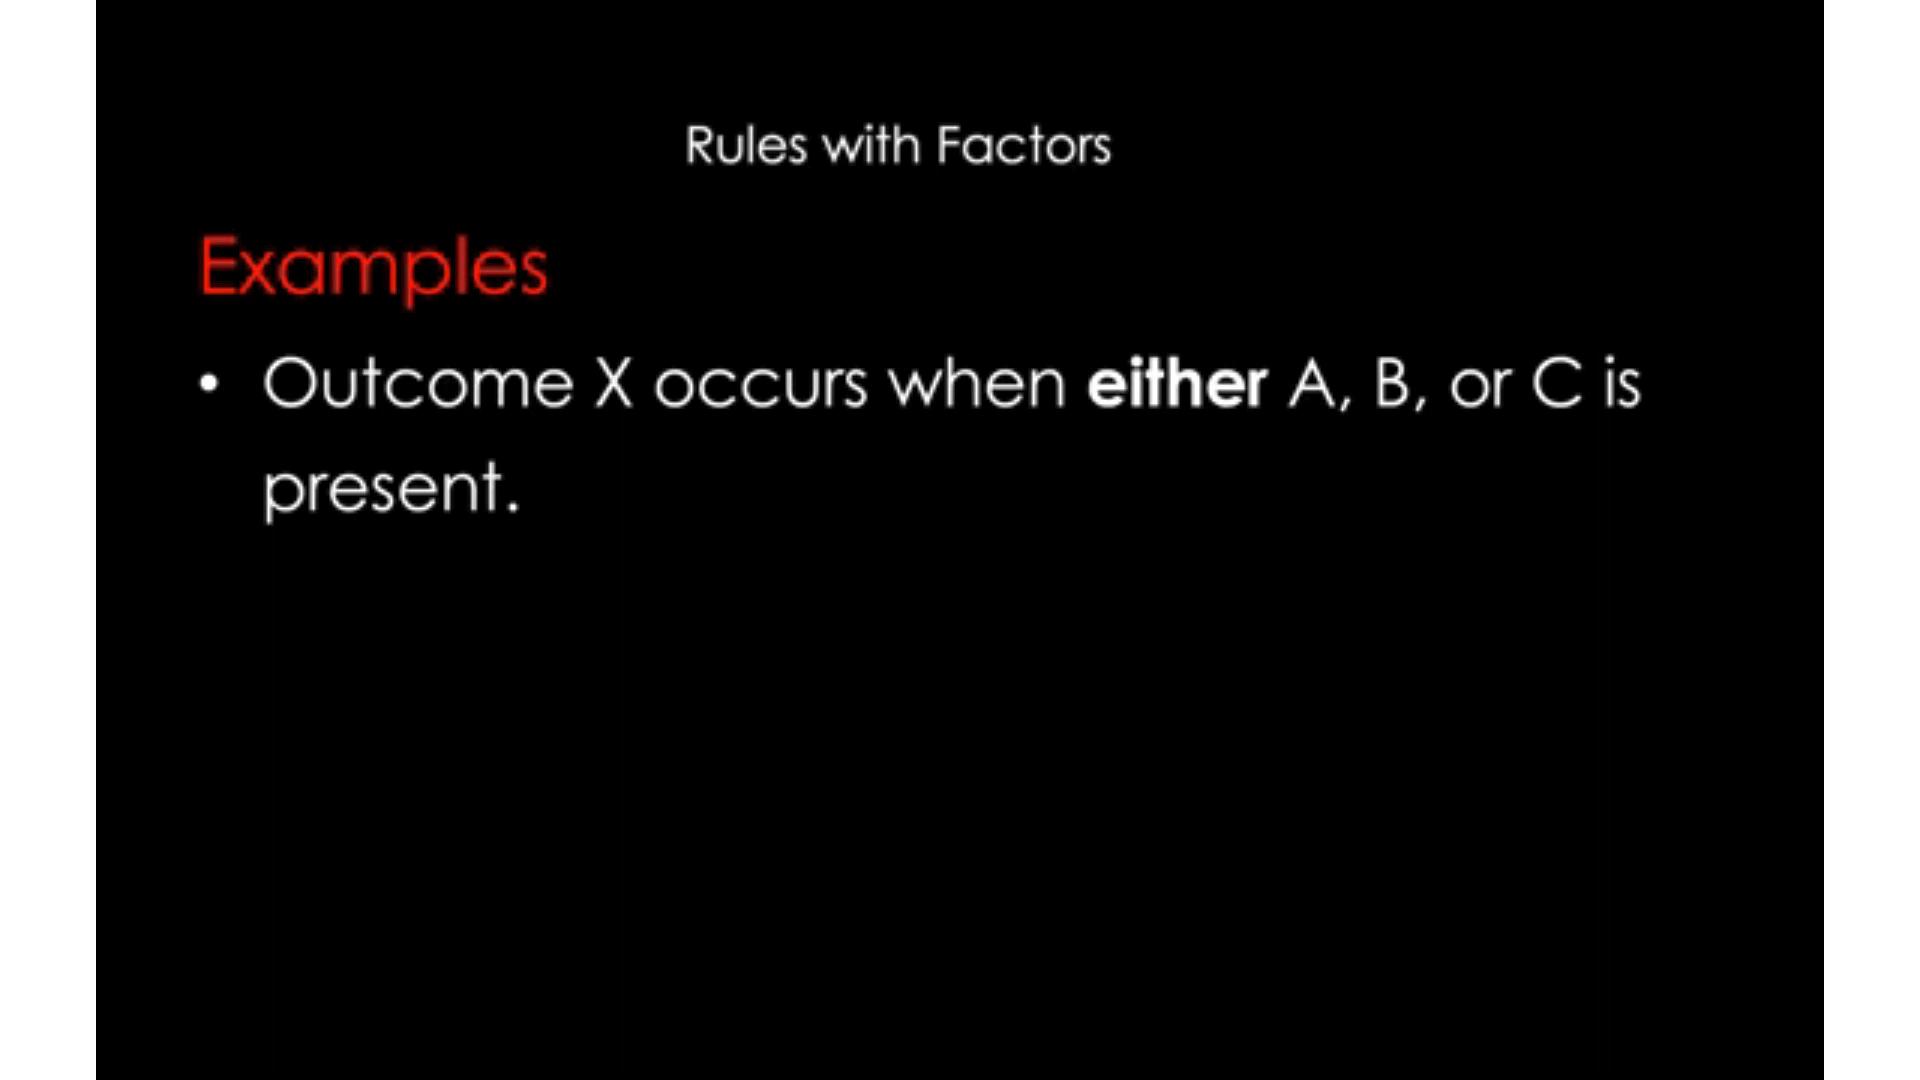 Rules with Factors
Examples
• Outcome X occurs when either A, B, or C is
present.